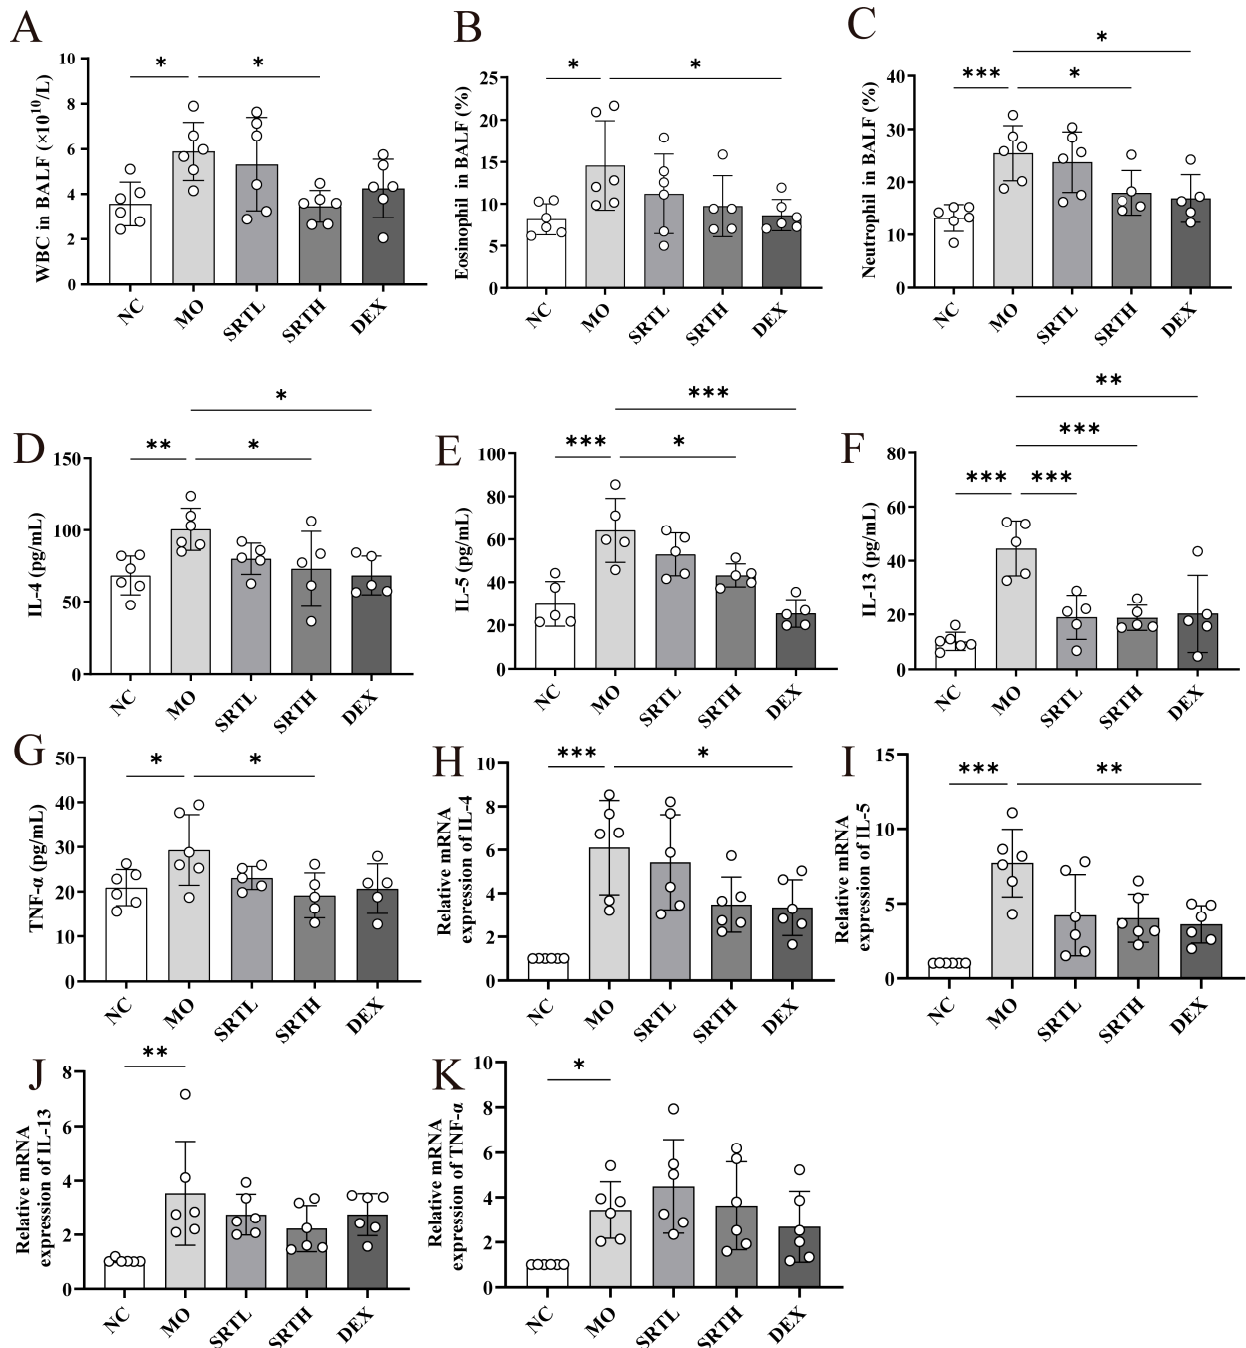 A
WBC in BALF (×10¹⁰/L)
10
8
6
4
2
0
*
*
NC
MO
SRTL
SRTH
DEX
B
Eosinophil in BALF (%)
25
20
15
10
5
0
*
*
NC
MO
SRTL
SRTH
DEX
C
Neutrophil in BALF (%)
40
30
20
10
0
***
*
*
NC
MO
SRTL
SRTH
DEX
D
IL-4 (pg/mL)
150
100
50
0
*
**
*
NC
MO
SRTL
SRTH
DEX
E
IL-5 (pg/mL)
100
80
60
40
20
0
***
***
*
NC
MO
SRTL
SRTH
DEX
F
IL-13 (pg/mL)
80
60
40
20
0
**
***
***
***
NC
MO
SRTL
SRTH
DEX
G
TNF-α (pg/mL)
50
40
30
20
10
0
*
*
NC
MO
SRTL
SRTH
DEX
H
Relative mRNA
expression of IL-4
10
8
6
4
2
0
***
*
NC
MO
SRTL
SRTH
DEX
I
Relative mRNA
expression of IL-5
15
10
5
0
***
**
NC
MO
SRTL
SRTH
DEX
J
Relative mRNA
expression of IL-13
8
6
4
2
0
**
NC
MO
SRTL
SRTH
DEX
K
Relative mRNA
expression of TNF-α
10
8
6
4
2
0
*
NC
MO
SRTL
SRTH
DEX